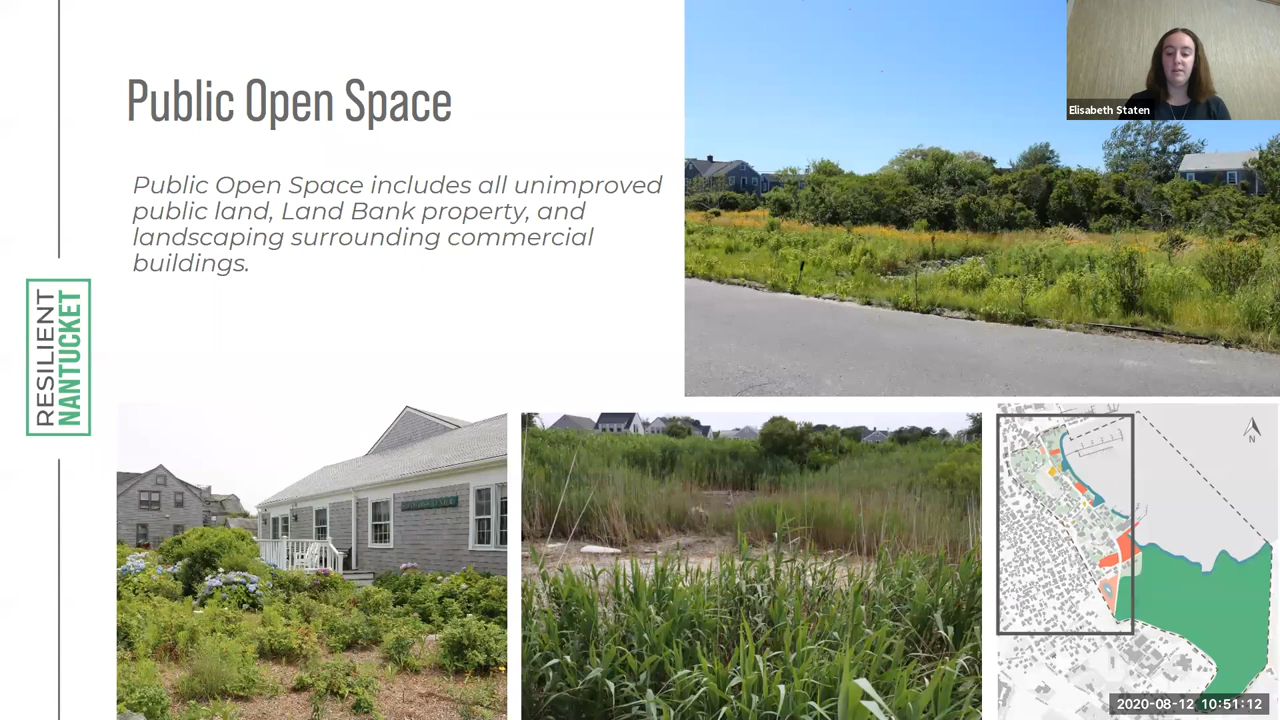 Public Open Space
Public Open Space includes all unimproved
public land, Land Bank property, and
landscaping surrounding commercial
buildings.
RESILIENT
NANTUCKET
Elisabeth Staten
N
2020-08-12 10:51:12